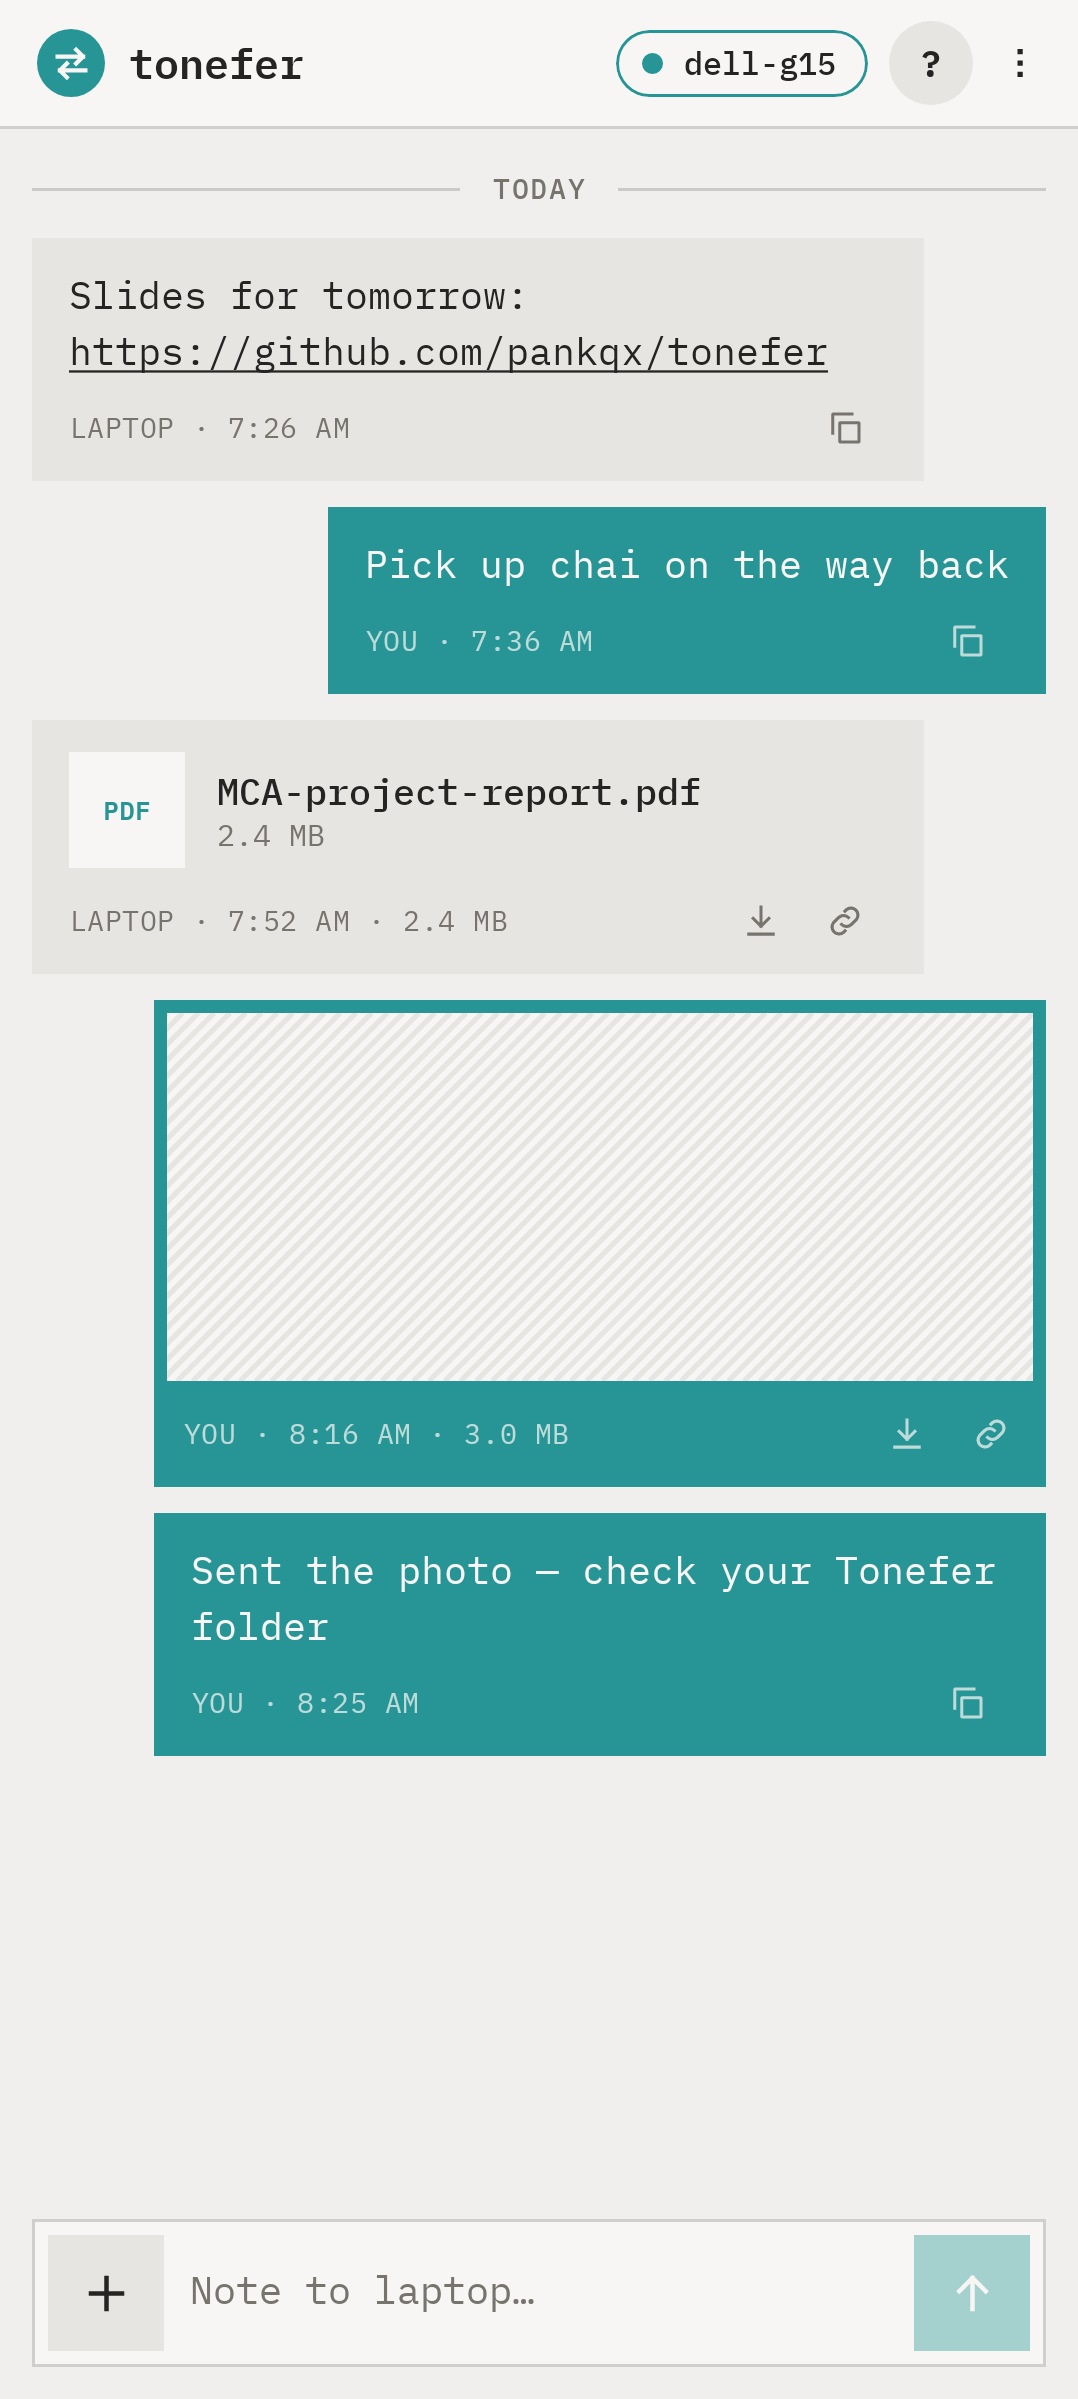 tonefer
dell-g15
?
TODAY
Slides for tomorrow:
https://github.com/pankqx/tonefer
LAPTOP · 7:26 AM
Pick up chai on the way back
YOU · 7:36 AM
PDF
MCA-project-report.pdf
2.4 MB
LAPTOP · 7:52 AM · 2.4 MB
YOU · 8:16 AM · 3.0 MB
Sent the photo — check your Tonefer
folder
YOU · 8:25 AM
Note to laptop…